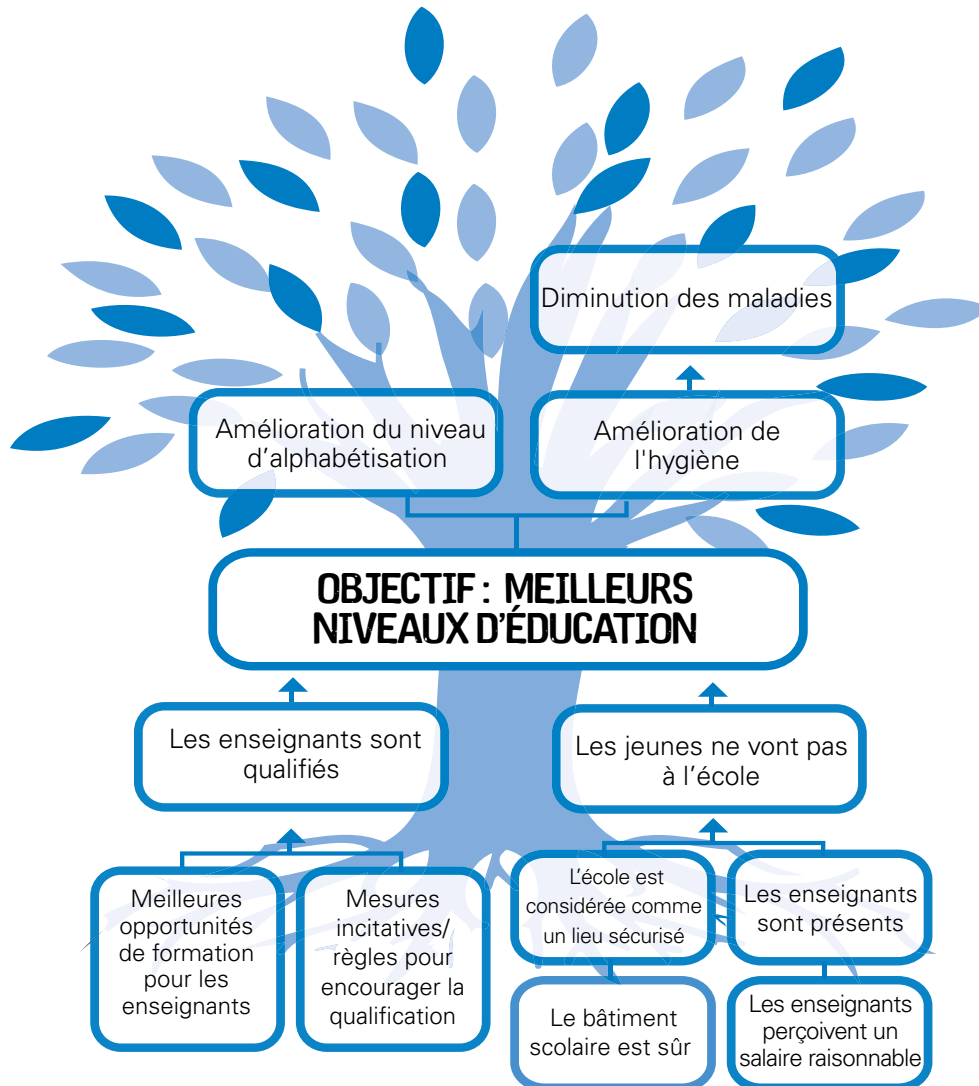 Diminution des maladies
Amélioration du niveau
d’alphabétisation
Amélioration de
l'hygiène
OBJECTIF : MEILLEURS
NIVEAUX D’ÉDUCATION
Les enseignants sont
qualifiés
Les jeunes ne vont pas
à l’école
Meilleures
opportunités
de formation
pour les
enseignants
Mesures
incitatives/
règles pour
encourager la
qualification
L’école est
considérée comme
un lieu sécurisé
Les enseignants
sont présents
Le bâtiment
scolaire est sûr
Les enseignants
perçoivent un
salaire raisonnable